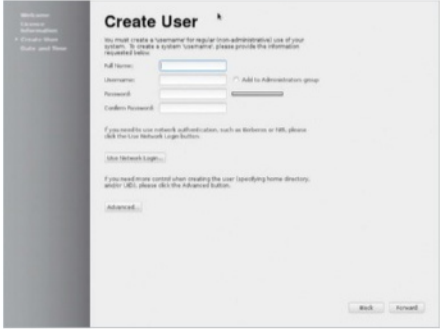 Welcome
License
Information
Create User
Date and Time
Create User
You must create a 'username' for regular (non-administrative) use of your
system. To create a system 'username', please provide the information
requested below.
Full Name:
Username:
Add to Administrators group
Password:
Confirm Password:
If you need to use network authentication, such as Kerberos or NIS, please
click the Use Network Login button.
Use Network Login...
If you need more control when creating the user (specifying home directory,
and/or UID), please click the Advanced button.
Advanced...
Back
Forward